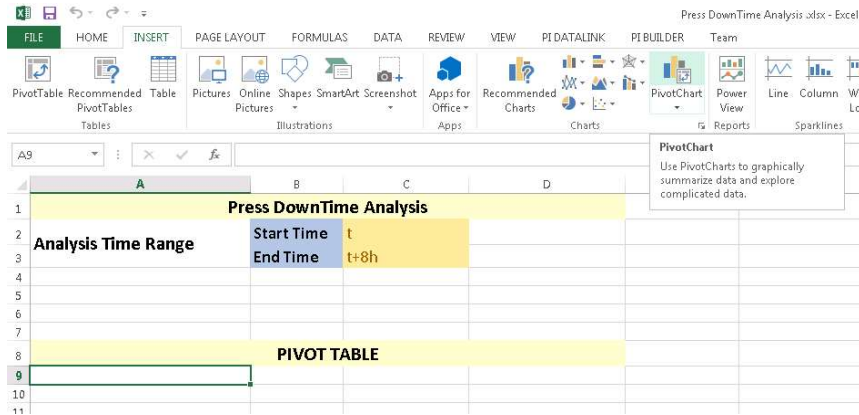 Press DownTime Analysis .xlsx - Excel
FILE HOME INSERT PAGE LAYOUT FORMULAS DATA REVIEW VIEW PI DATALINK PI BUILDER Team
PivotTable Recommended PivotTables Table Pictures Online Pictures Shapes SmartArt Screenshot Apps for Office Recommended Charts PivotChart Power View Line Column
Tables Illustrations Apps Charts Reports Sparklines
A9 fx
PivotChart
Use PivotCharts to graphically
summarize data and explore
complicated data.
A B C D
1 Press DownTime Analysis
2 Start Time t
Analysis Time Range
3 End Time t+8h
4
5
6
7
8 PIVOT TABLE
9
10
11